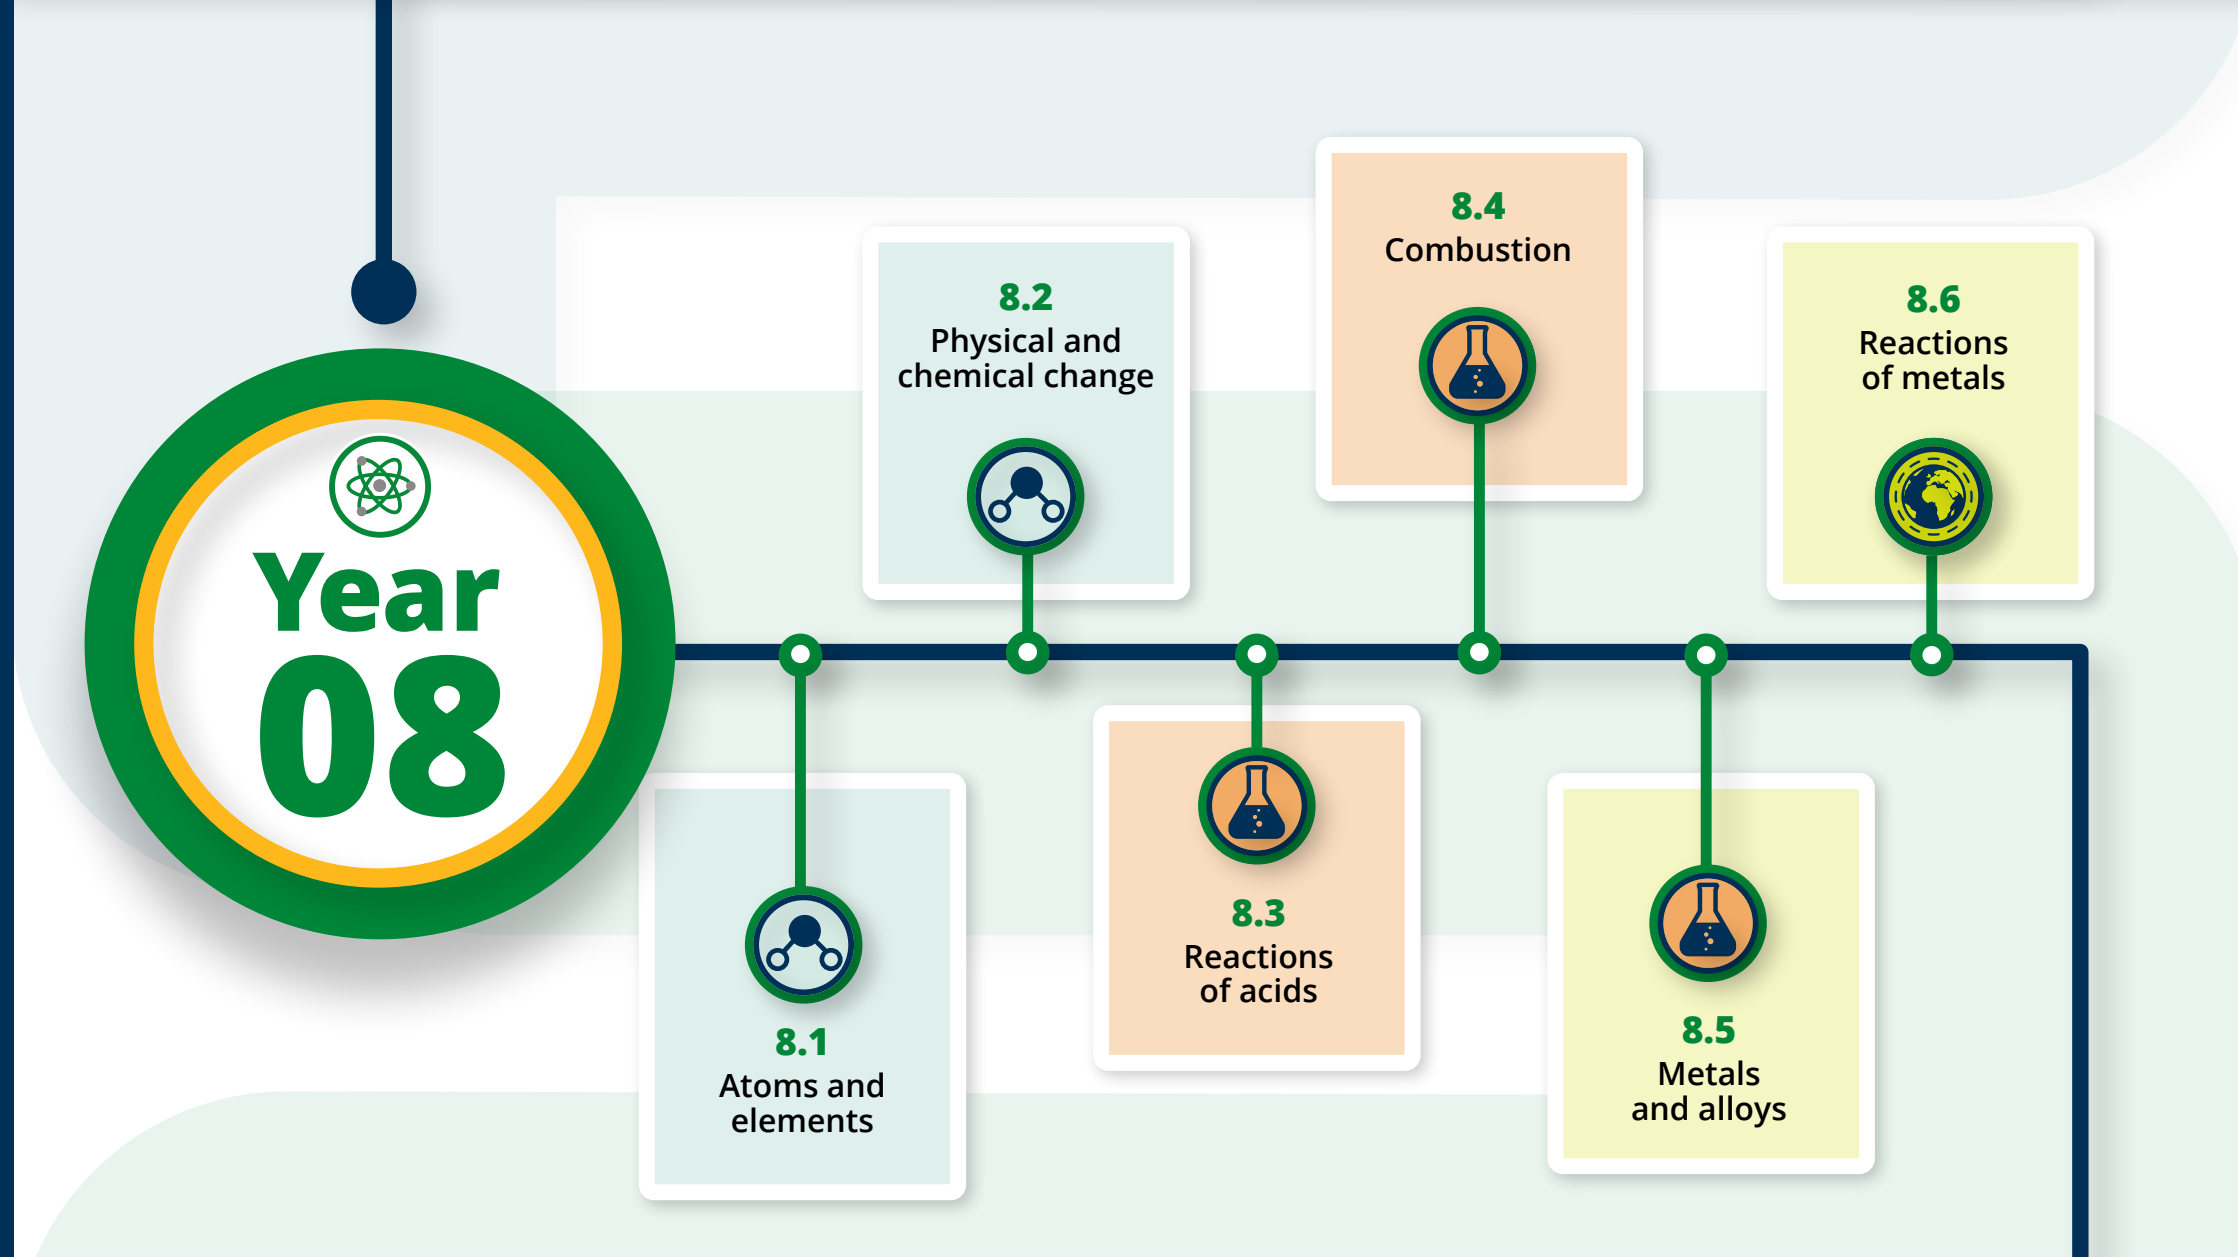 Year
08
8.1
Atoms and
elements
8.2
Physical and
chemical change
8.3
Reactions
of acids
8.4
Combustion
8.5
Metals
and alloys
8.6
Reactions
of metals